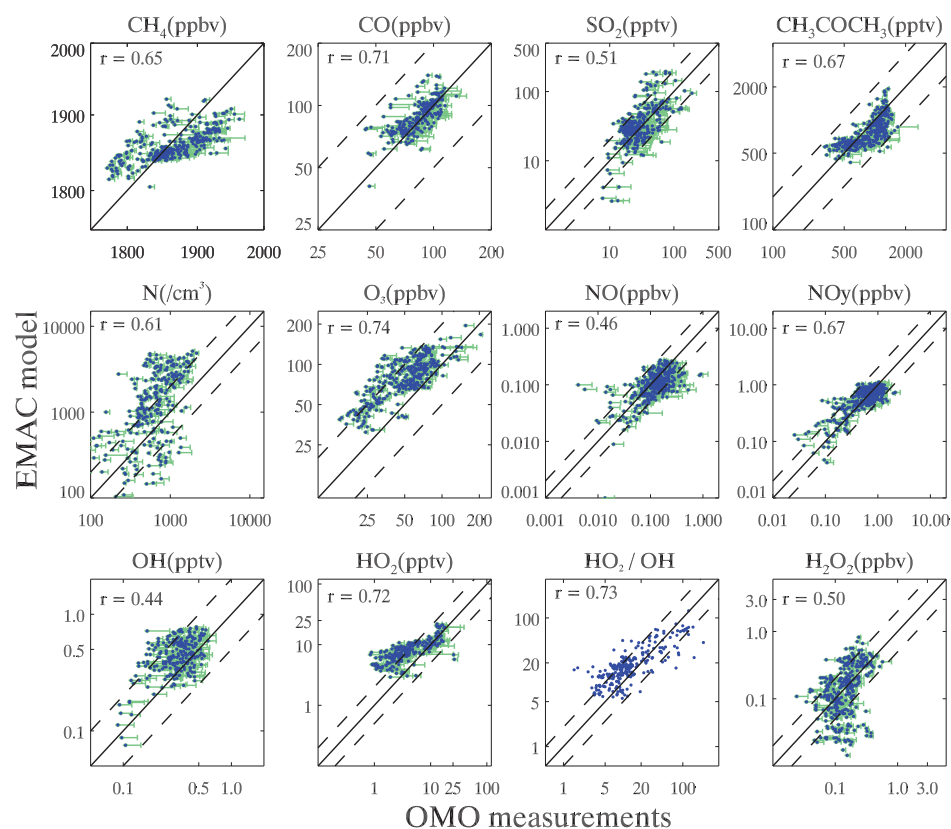 CH₄(ppbv) CO(ppbv) SO₂(pptv) CH₃COCH₃(pptv)
2000 200 500
r = 0.65 r = 0.71 r = 0.51 r = 0.67
2000
100 100
1900
50 10 500
1800
25 100
1800 1900 2000 25 50 100 200 10 100 500 100 500 2000
N(/cm³) O₃(ppbv) NO(ppbv) NOy(ppbv)
15000 200 1.000 10.00
r = 0.61 r = 0.74 r = 0.46 r = 0.67
100 0.100 1.00
1000 50
25 0.010 0.10
100 0.001 0.01
100 1000 10000 25 50 100 200 0.001 0.010 0.100 1.000 0.01 0.10 1.00 10.00
EMAC model
OH(pptv) HO₂(pptv) HO₂ / OH H₂O₂(ppbv)
100
r = 0.44 r = 0.72 r = 0.73 r = 0.50
1.0 25 100 3.0
0.5 10 20 1.0
0.1 1 5 0.1
1
0.1 0.5 1.0 1 10 25 100 1 5 20 100 0.1 1.0 3.0
OMO measurements